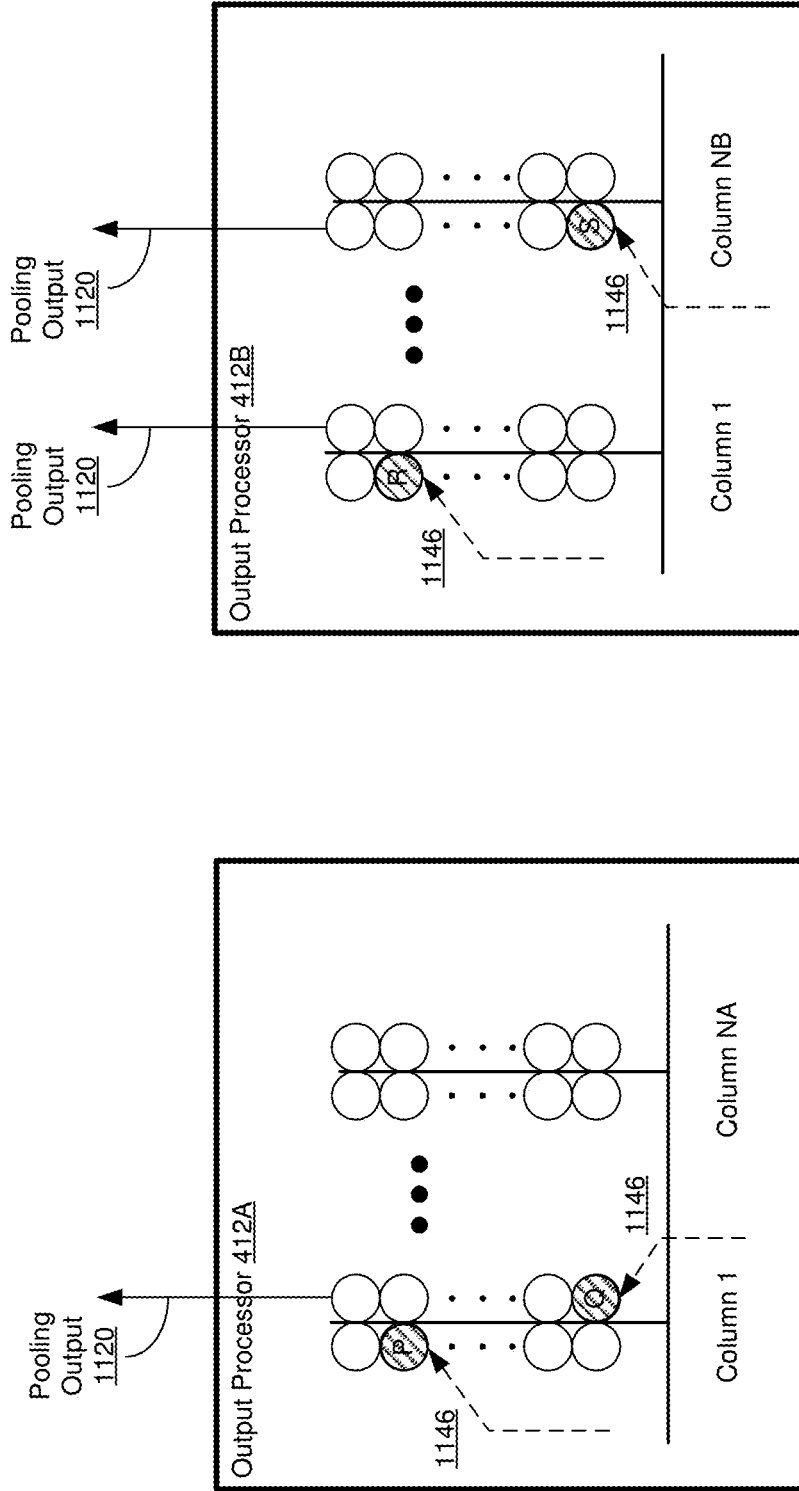 Pooling
Output
1120
Output Processor 412A
1146
P
Q
1146
Column 1
Column NA
Pooling
Output
1120
Pooling
Output
1120
Output Processor 412B
1146
R
S
1146
Column 1
Column NB